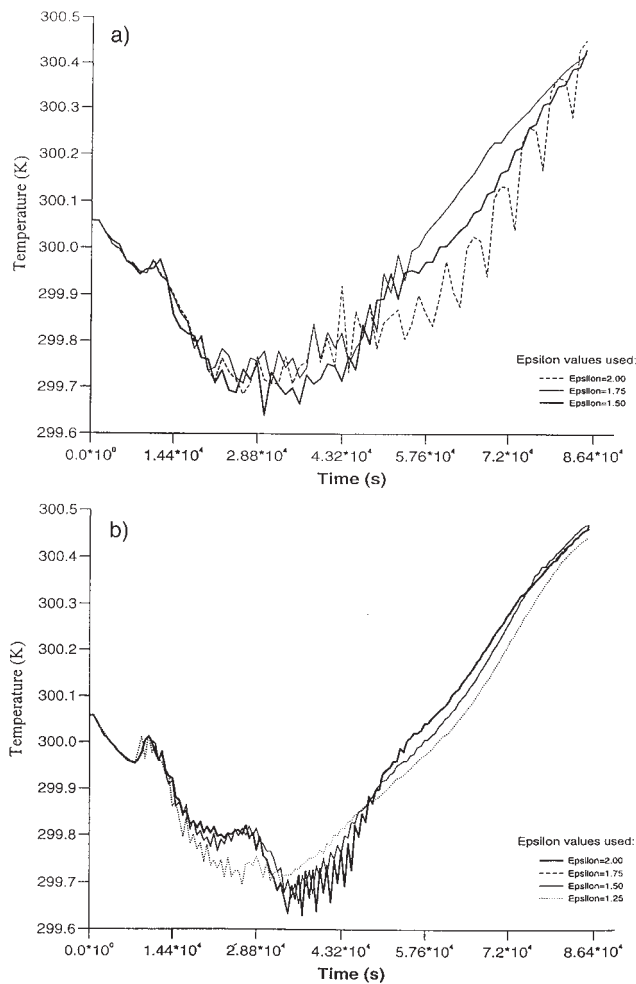 a)
300.5
300.4
300.3
300.2
300.1
300.0
299.9
299.8
299.7
299.6
Temperature (K)
Epsilon values used:
Epsilon=2.00
Epsilon=1.75
Epsilon=1.50
0.0*10⁰ 1.44*10⁴ 2.88*10⁴ 4.32*10⁴ 5.76*10⁴ 7.2*10⁴ 8.64*10⁴
Time (s)
b)
300.5
300.4
300.3
300.2
300.1
300.0
299.9
299.8
299.7
299.6
Temperature (K)
Epsilon values used:
Epsilon=2.00
Epsilon=1.75
Epsilon=1.50
Epsilon=1.25
0.0*10⁰ 1.44*10⁴ 2.88*10⁴ 4.32*10⁴ 5.76*10⁴ 7.2*10⁴ 8.64*10⁴
Time (s)